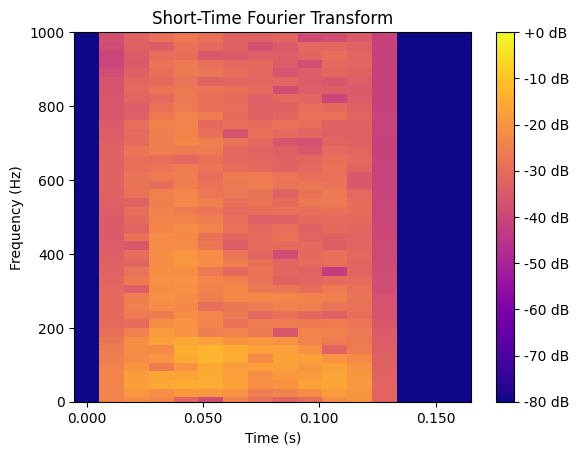 Short-Time Fourier Transform
1000
800
600
400
200
0
Frequency (Hz)
0.000
0.050
0.100
0.150
Time (s)
+0 dB
-10 dB
-20 dB
-30 dB
-40 dB
-50 dB
-60 dB
-70 dB
-80 dB